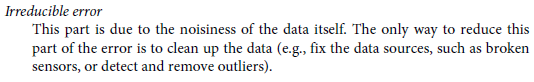 Irreducible error
This part is due to the noisiness of the data itself. The only way to reduce this
part of the error is to clean up the data (e.g., fix the data sources, such as broken
sensors, or detect and remove outliers).